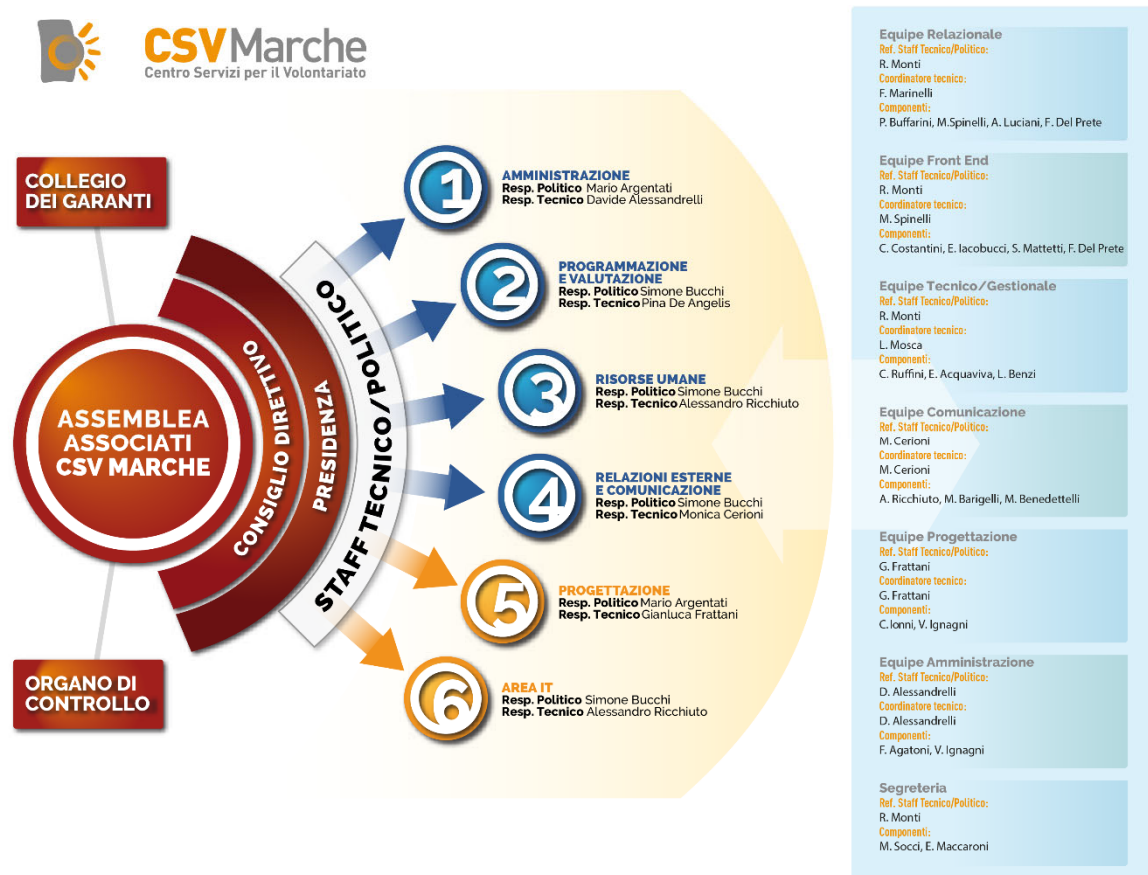 CSVMarche
Centro Servizi per il Volontariato
COLLEGIO
DEI GARANTI
ASSEMBLEA
ASSOCIATI
CSV MARCHE
ORGANO DI
CONTROLLO
CONSIGLIO DIRETTIVO
PRESIDENZA
STAFF TECNICO/POLITICO
1
AMMINISTRAZIONE
Resp. Politico Mario Argentati
Resp. Tecnico Davide Alessandrelli
2
PROGRAMMAZIONE
E VALUTAZIONE
Resp. Politico Simone Bucchi
Resp. Tecnico Pina De Angelis
3
RISORSE UMANE
Resp. Politico Simone Bucchi
Resp. Tecnico Alessandro Ricchiuto
4
RELAZIONI ESTERNE
E COMUNICAZIONE
Resp. Politico Simone Bucchi
Resp. Tecnico Monica Cerioni
5
PROGETTAZIONE
Resp. Politico Mario Argentati
Resp. Tecnico Gianluca Frattani
6
AREA IT
Resp. Politico Simone Bucchi
Resp. Tecnico Alessandro Ricchiuto
Equipe Relazionale
Ref. Staff Tecnico/Politico:
R. Monti
Coordinatore tecnico:
F. Marinelli
Componenti:
P. Buffarini, M.Spinelli, A. Luciani, F. Del Prete
Equipe Front End
Ref. Staff Tecnico/Politico:
R. Monti
Coordinatore tecnico:
M. Spinelli
Componenti:
C. Costantini, E. Iacobucci, S. Mattetti, F. Del Prete
Equipe Tecnico/Gestionale
Ref. Staff Tecnico/Politico:
R. Monti
Coordinatore tecnico:
L. Mosca
Componenti:
C. Ruffini, E. Acquaviva, L. Benzi
Equipe Comunicazione
Ref. Staff Tecnico/Politico:
M. Cerioni
Coordinatore tecnico:
M. Cerioni
Componenti:
A. Ricchiuto, M. Barigelli, M. Benedettelli
Equipe Progettazione
Ref. Staff Tecnico/Politico:
G. Frattani
Coordinatore tecnico:
G. Frattani
Componenti:
C. Ionni, V. Ignagni
Equipe Amministrazione
Ref. Staff Tecnico/Politico:
D. Alessandrelli
Coordinatore tecnico:
D. Alessandrelli
Componenti:
F. Agatoni, V. Ignagni
Segreteria
Ref. Staff Tecnico/Politico:
R. Monti
Componenti:
M. Socci, E. Maccaroni